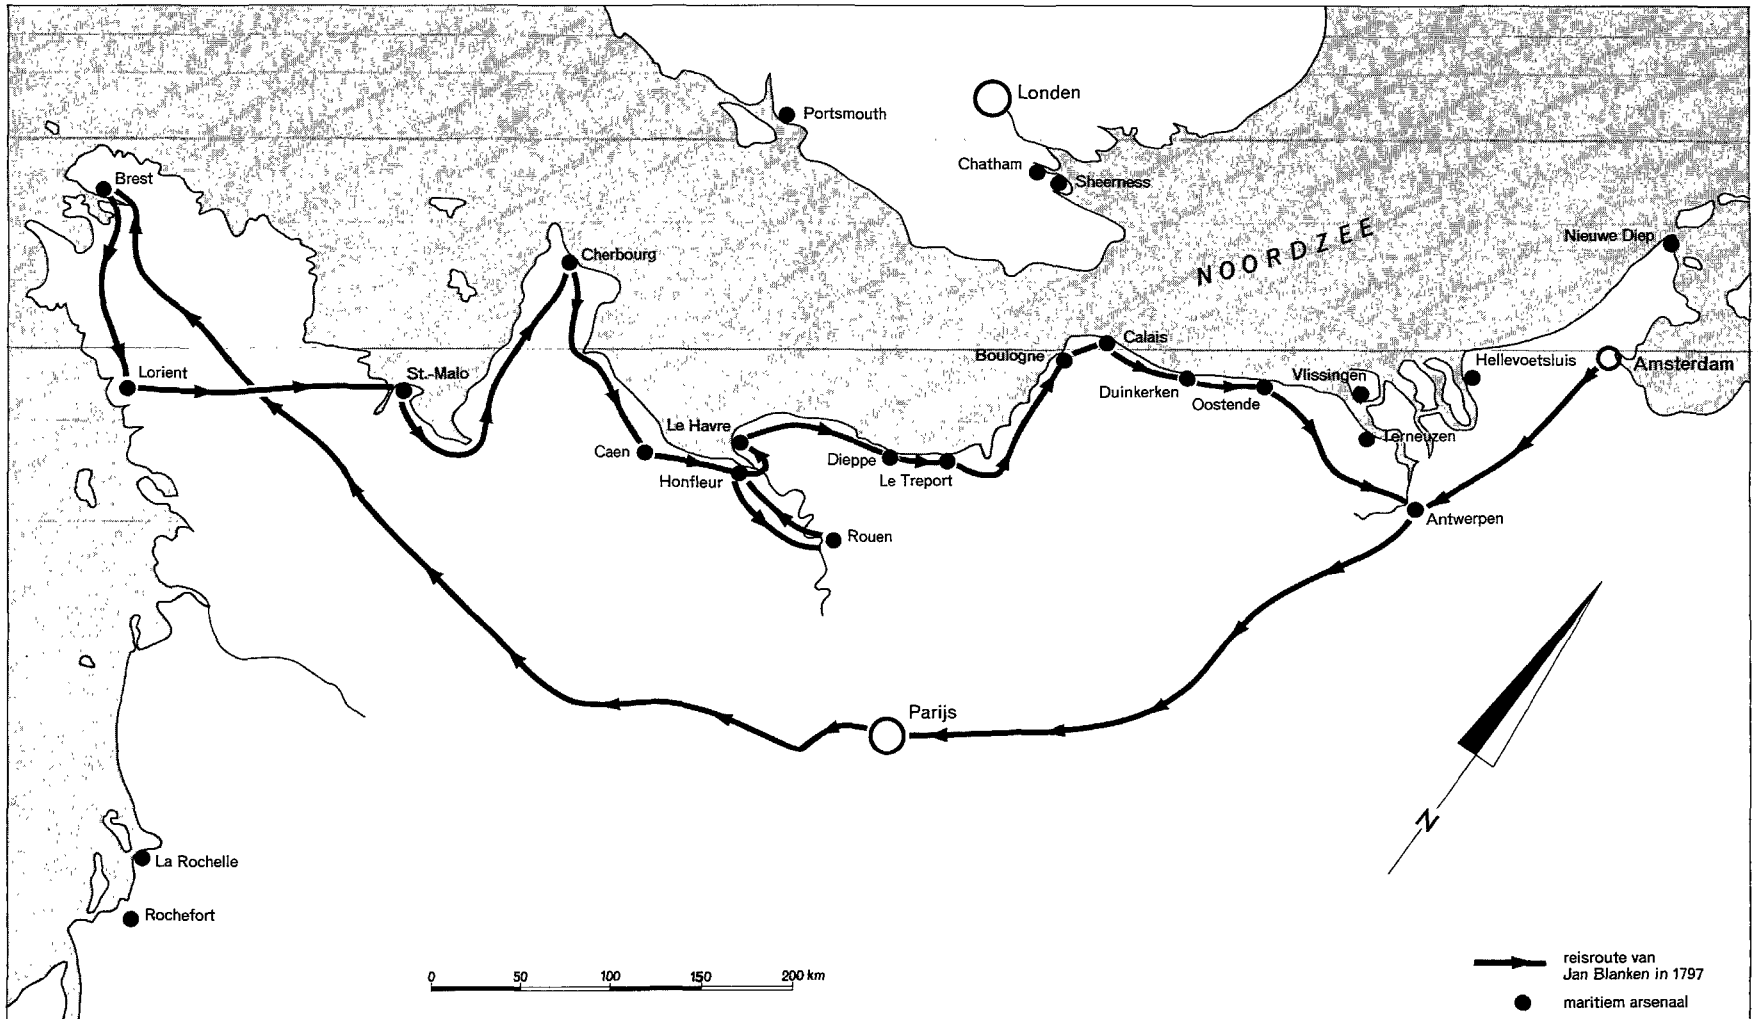 Londen
Portsmouth
Chatham
Sheerness
Brest
NOORDZEE
Nieuwe Diep
Cherbourg
Calais
Boulogne
Hellevoetsluis
Amsterdam
Lorient
St.-Malo
Vlissingen
Duinkerken
Oostende
Le Havre
Terneuzen
Caen
Dieppe
Honfleur
Le Treport
Antwerpen
Rouen
Parijs
N
La Rochelle
Rochefort
0 50 100 150 200 km
reisroute van
Jan Blanken in 1797
maritiem arsenaal